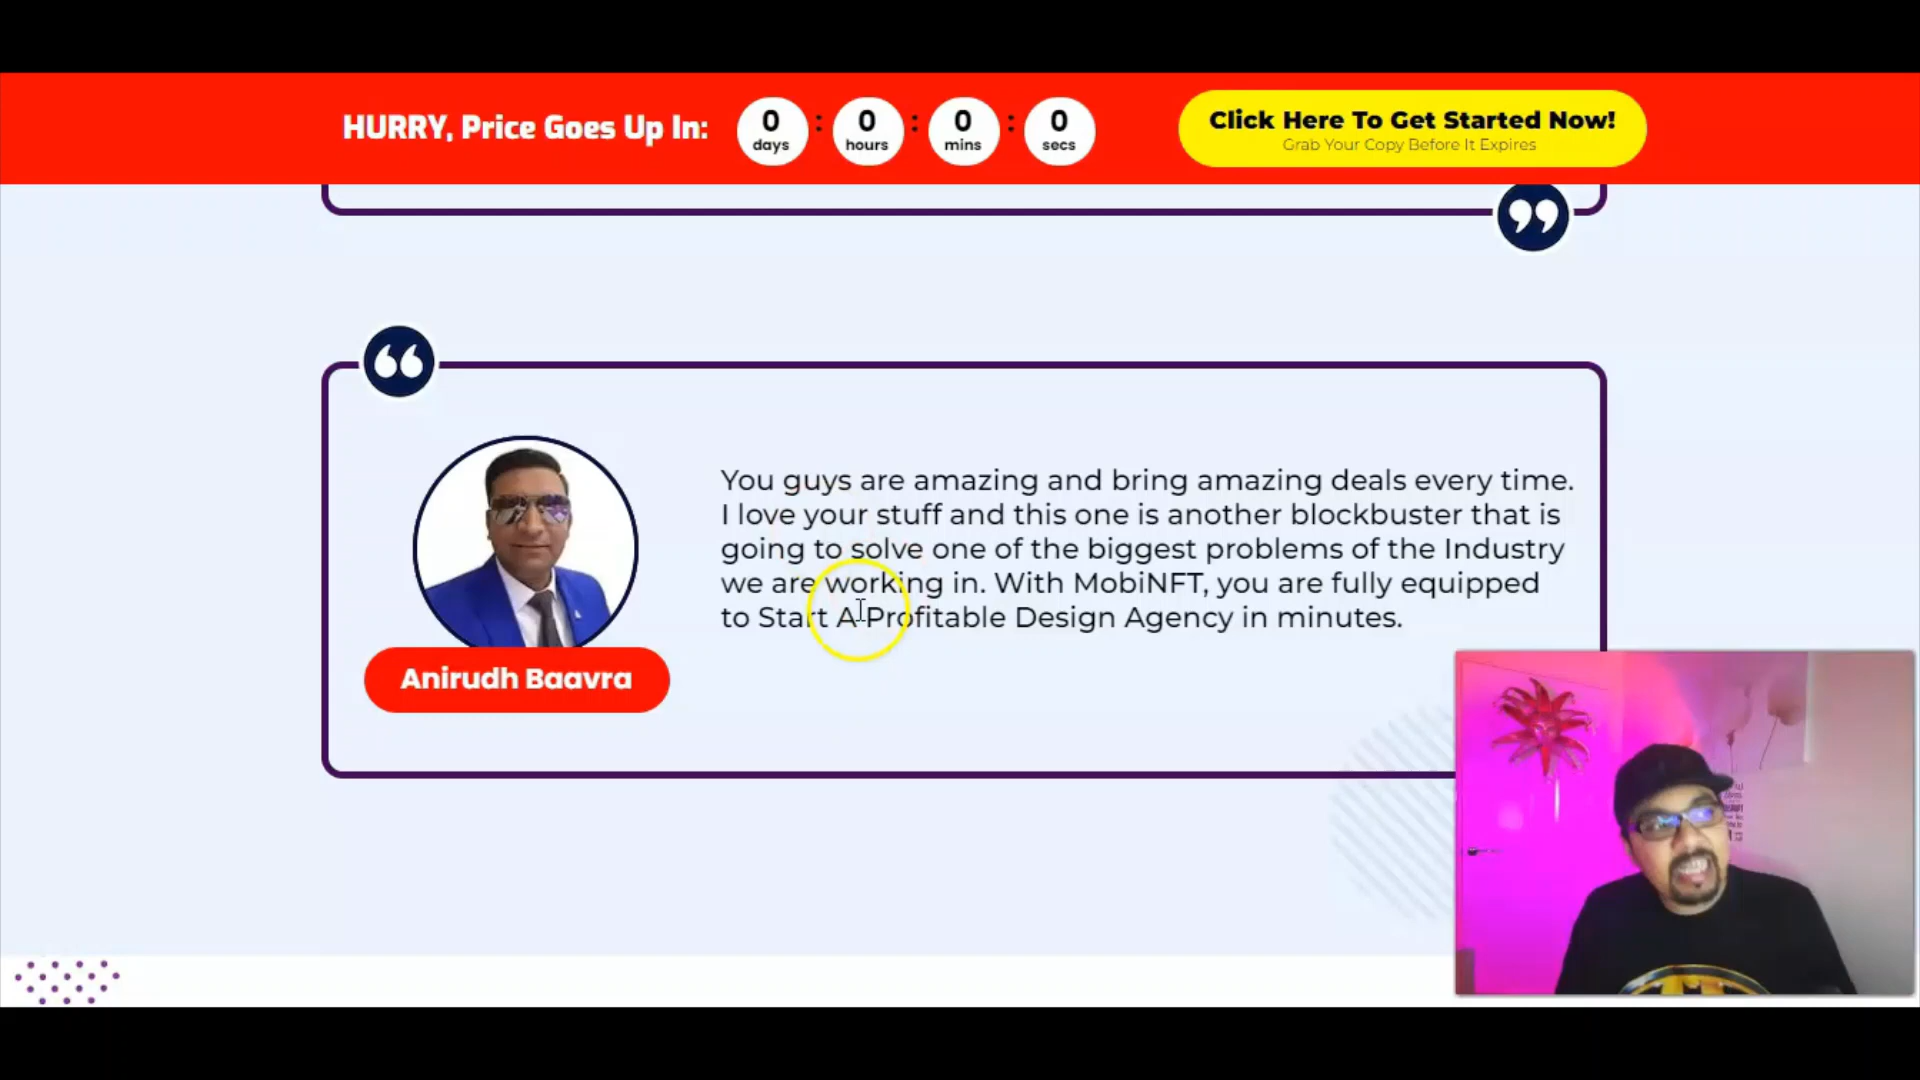 HURRY, Price Goes Up In:
0 : 0 : 0 : 0
days hours mins secs
Click Here To Get Started Now!
Grab Your Copy Before It Expires
You guys are amazing and bring amazing deals every time.
I love your stuff and this one is another blockbuster that is
going to solve one of the biggest problems of the Industry
we are working in. With MobiNFT, you are fully equipped
to Start A Profitable Design Agency in minutes.
Anirudh Baavra